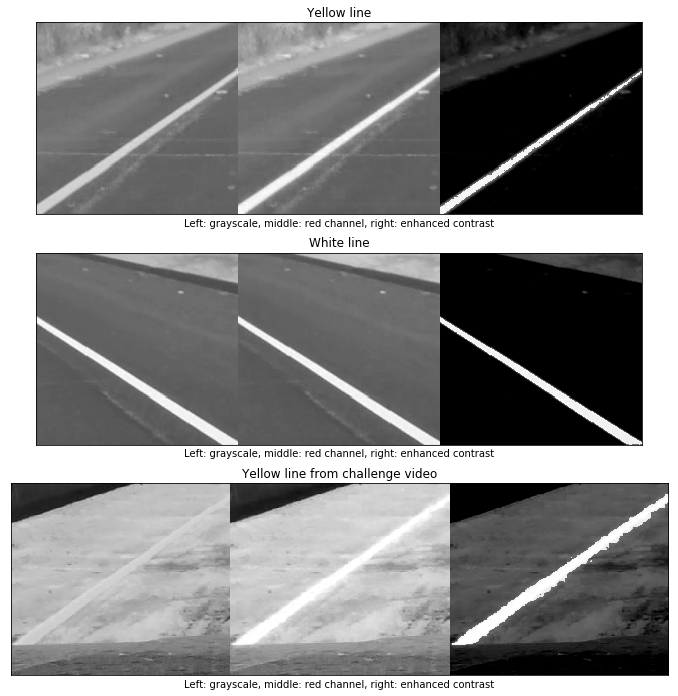 Yellow line
Left: grayscale, middle: red channel, right: enhanced contrast
White line
Left: grayscale, middle: red channel, right: enhanced contrast
Yellow line from challenge video
Left: grayscale, middle: red channel, right: enhanced contrast